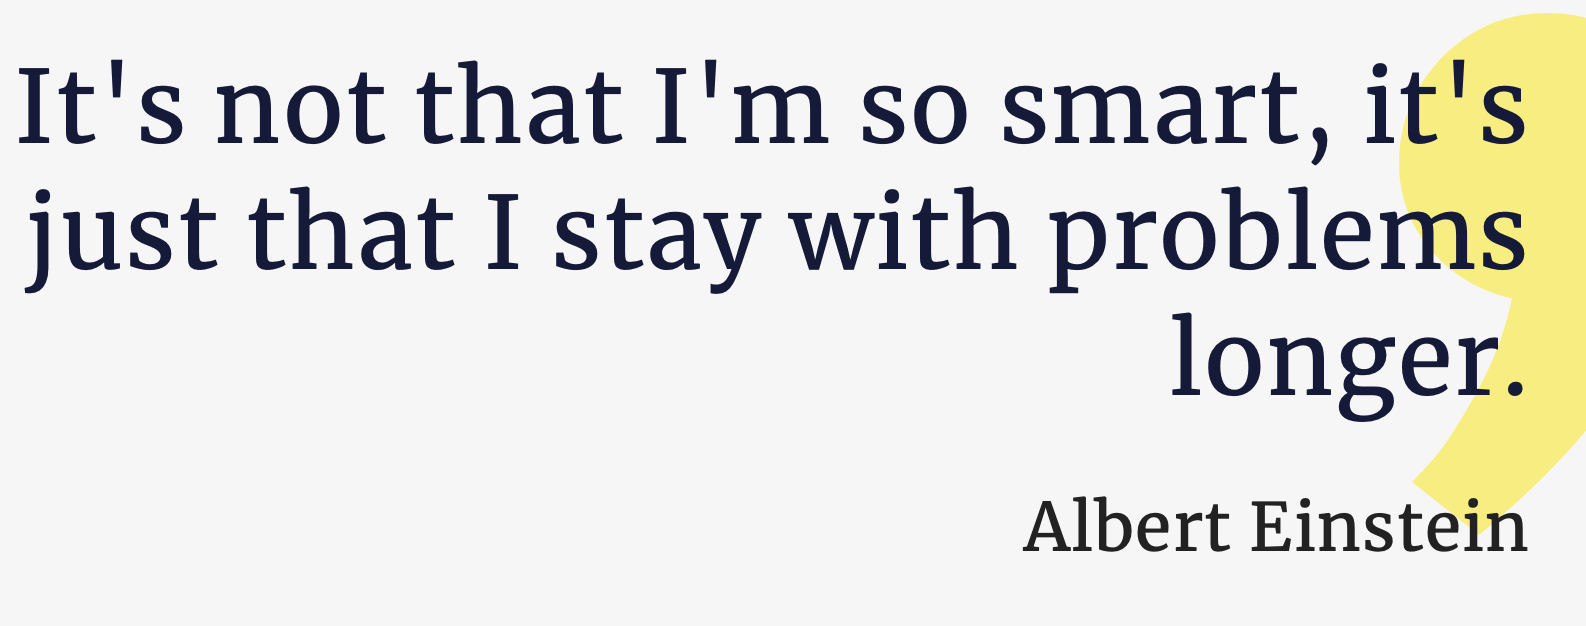 It's not that I'm so smart, it's
just that I stay with problems
longer.
Albert Einstein